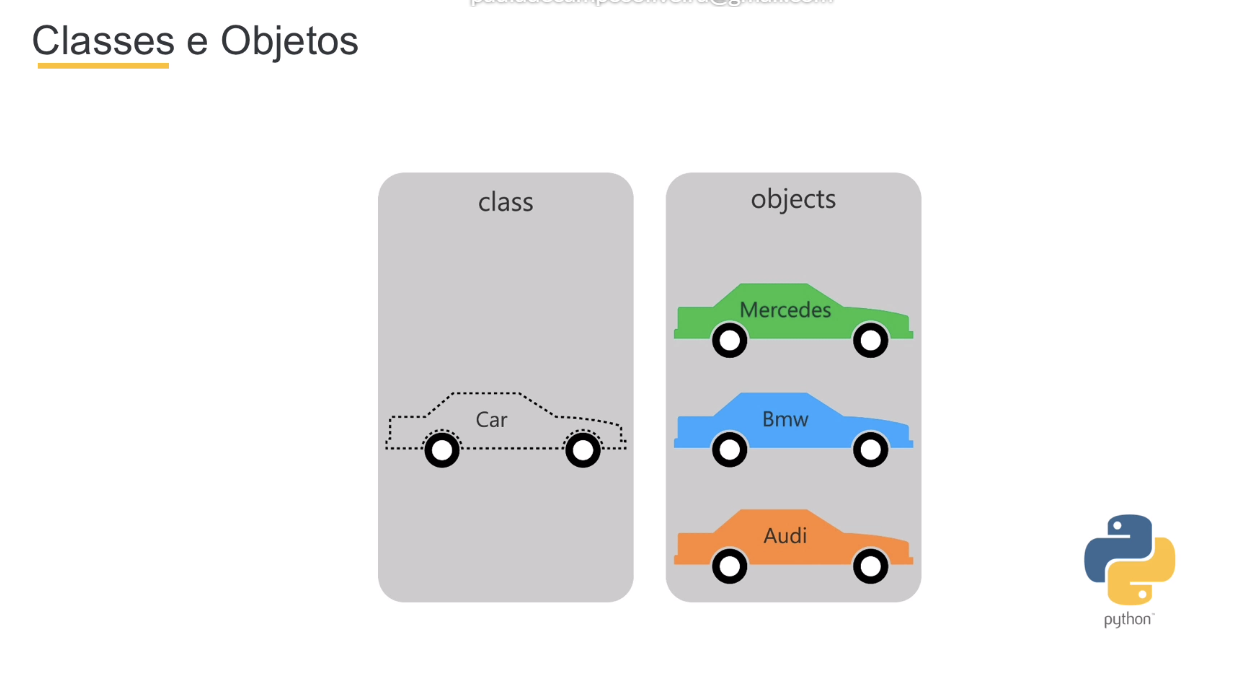 Classes e Objetos
class
objects
Mercedes
Car
Bmw
Audi
python